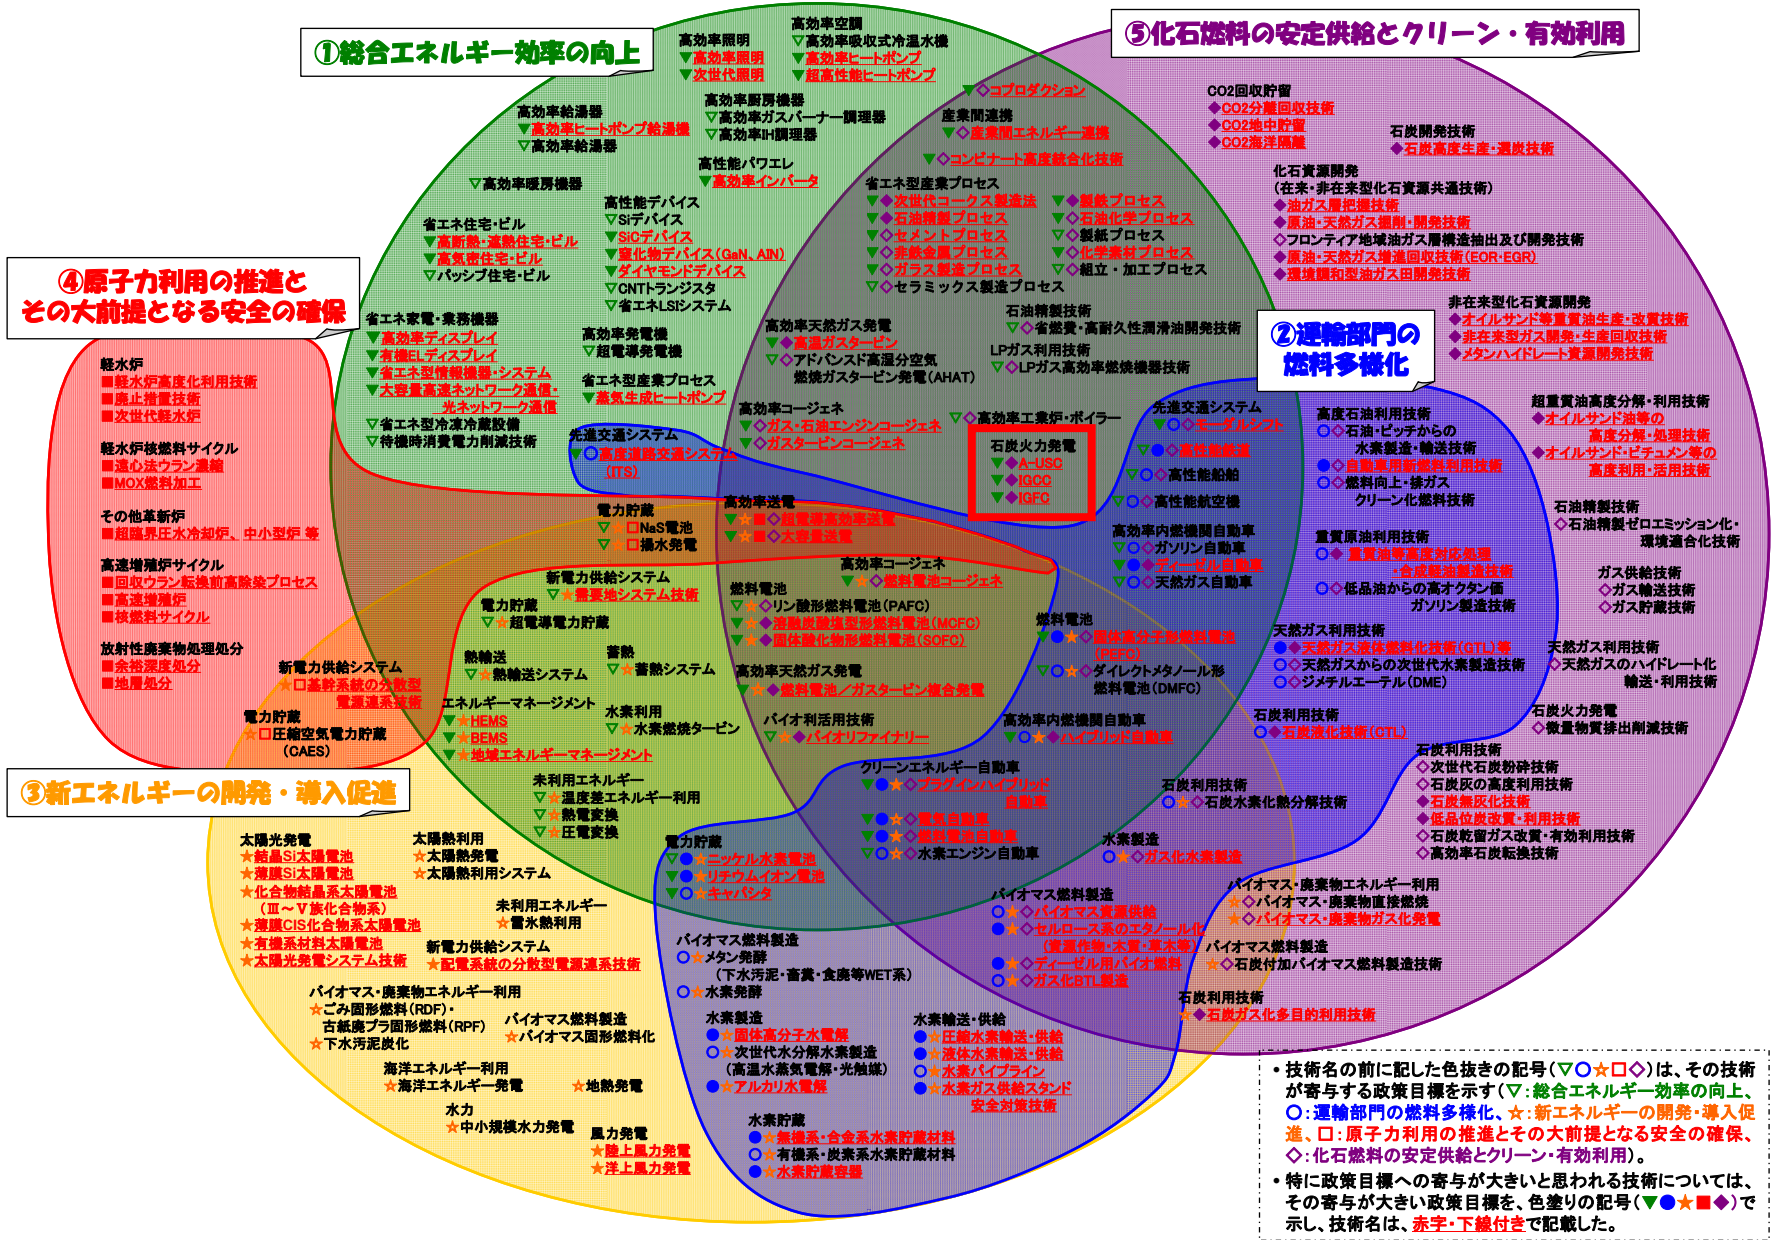 ①総合エネルギー効率の向上
⑤化石燃料の安定供給とクリーン・有効利用
④原子力利用の推進と
その大前提となる安全の確保
②運輸部門の
燃料多様化
③新エネルギーの開発・導入促進
高効率照明
▼高効率照明
▼次世代照明
高効率空調
▽高効率吸収式冷温水機
▼高効率ヒートポンプ
▼超高性能ヒートポンプ
高効率給湯器
▼高効率ヒートポンプ給湯機
▽高効率給湯器
高効率厨房機器
▽高効率ガスバーナー調理器
▽高効率IH調理器
▽高効率暖房機器
高性能パワエレ
▼高効率インバータ
高性能デバイス
▽Siデバイス
▼SiCデバイス
▼窒化物デバイス(GaN、AlN)
▼ダイヤモンドデバイス
▽CNTトランジスタ
▽省エネLSIシステム
省エネ住宅・ビル
▼高断熱・遮熱住宅・ビル
▼高気密住宅・ビル
▽パッシブ住宅・ビル
省エネ家電・業務機器
▼高効率ディスプレイ
▼有機ELディスプレイ
▼省エネ型情報機器・システム
▼大容量高速ネットワーク通信・
光ネットワーク通信
▽省エネ型冷凍冷蔵設備
▽待機時消費電力削減技術
高効率発電機
▽超電導発電機
省エネ型産業プロセス
▼蒸気生成ヒートポンプ
先進交通システム
▼○高度道路交通システム
(ITS)
▼◇コプロダクション
産業間連携
▼◇産業間エネルギー連携
▼◇コンビナート高度統合化技術
省エネ型産業プロセス
▼◆次世代コークス製造法
▼◆石油精製プロセス
▼◇セメントプロセス
▼◇非鉄金属プロセス
▼◇ガラス製造プロセス
▽◇セラミックス製造プロセス
▼◆製鉄プロセス
▼◇石油化学プロセス
▽◇製紙プロセス
▼◇化学素材プロセス
▽◇組立・加工プロセス
石油精製技術
▽◇省燃費・高耐久性潤滑油開発技術
LPガス利用技術
▽◇LPガス高効率燃焼機器技術
高効率天然ガス発電
▼◆高温ガスタービン
▽◇アドバンスド高湿分空気
燃焼ガスタービン発電(AHAT)
高効率コージェネ
▼◇ガス・石油エンジンコージェネ
▼◇ガスタービンコージェネ
▽◇高効率工業炉・ボイラー
石炭火力発電
▼◆A-USC
▼◆IGCC
▼◆IGFC
先進交通システム
▼○◇モーダルシフト
▽●◇高性能鉄道
▽○◇高性能船舶
▽○◇高性能航空機
高効率内燃機関自動車
▽○◇ガソリン自動車
▼●◆ディーゼル自動車
▽○◇天然ガス自動車
CO2回収貯留
◆CO2分離回収技術
◆CO2地中貯留
◆CO2海洋隔離
石炭開発技術
◆石炭高度生産・選炭技術
化石資源開発
(在来・非在来型化石資源共通技術)
◆油ガス層把握技術
◆原油・天然ガス掘削・開発技術
◇フロンティア地域油ガス層構造抽出及び開発技術
◆原油・天然ガス増進回収技術(EOR・EGR)
◆環境調和型油ガス田開発技術
非在来型化石資源開発
◆オイルサンド等重質油生産・改質技術
◆非在来型ガス開発・生産回収技術
◆メタンハイドレート資源開発技術
超重質油高度分解・利用技術
◆オイルサンド油等の
高度分解・処理技術
◆オイルサンド・ビチュメン等の
高度利用・活用技術
高度石油利用技術
○◇石油・ピッチからの
水素製造・輸送技術
●◇自動車用新燃料利用技術
○◇燃料向上・排ガス
クリーン化燃料技術
石油精製技術
◇石油精製ゼロエミッション化・
環境適合化技術
重質原油利用技術
○◆重質油等高度対応処理
・合成軽油製造技術
○◇低品油からの高オクタン価
ガソリン製造技術
ガス供給技術
◇ガス輸送技術
◇ガス貯蔵技術
天然ガス利用技術
●◆天然ガス液体燃料化技術(GTL)等
○◇天然ガスからの次世代水素製造技術
○◇ジメチルエーテル(DME)
天然ガス利用技術
◇天然ガスのハイドレート化
輸送・利用技術
石炭利用技術
○◆石炭液化技術(CTL)
石炭火力発電
◇微量物質排出削減技術
石炭利用技術
◇次世代石炭粉砕技術
◇石炭灰の高度利用技術
◆石炭無灰化技術
◆低品位炭改質・利用技術
◇石炭乾留ガス改質・有効利用技術
◇高効率石炭転換技術
軽水炉
■軽水炉高度化利用技術
■廃止措置技術
■次世代軽水炉
軽水炉核燃料サイクル
■遠心法ウラン濃縮
■MOX燃料加工
その他革新炉
■超臨界圧水冷却炉、中小型炉 等
高速増殖炉サイクル
■回収ウラン転換前高除染プロセス
■高速増殖炉
■核燃料サイクル
放射性廃棄物処理処分
■余裕深度処分
■地層処分
新電力供給システム
★□基幹系統の分散型
電源連系技術
電力貯蔵
☆□圧縮空気電力貯蔵
(CAES)
電力貯蔵
▽☆□NaS電池
▽☆□揚水発電
高効率送電
▼☆■◇超電導高効率送電
▼☆■◇大容量送電
新電力供給システム
▽★需要地システム技術
電力貯蔵
▽☆超電導電力貯蔵
熱輸送
▽☆熱輸送システム
蓄熱
▽☆蓄熱システム
エネルギーマネージメント
▼★HEMS
▼★BEMS
▼★地域エネルギーマネージメント
水素利用
▽☆水素燃焼タービン
未利用エネルギー
▽☆温度差エネルギー利用
▽☆熱電変換
▽☆圧電変換
高効率コージェネ
▼☆◇燃料電池コージェネ
燃料電池
▽☆◇リン酸形燃料電池(PAFC)
▼★◆溶融炭酸塩型形燃料電池(MCFC)
▼★◆固体酸化物形燃料電池(SOFC)
高効率天然ガス発電
▼☆◆燃料電池／ガスタービン複合発電
バイオ利活用技術
▽☆◆バイオリファイナリー
燃料電池
▼●★◇固体高分子形燃料電池
(PEFC)
▽○☆◇ダイレクトメタノール形
燃料電池(DMFC)
高効率内燃機関自動車
▼○★◆ハイブリッド自動車
クリーンエネルギー自動車
▼●★◇プラグインハイブリッド
自動車
▼●☆◇電気自動車
▼●★◇燃料電池自動車
▽○☆◇水素エンジン自動車
石炭利用技術
○☆◇石炭水素化熱分解技術
水素製造
○★◇ガス化水素製造
電力貯蔵
▽●★ニッケル水素電池
▼●★リチウムイオン電池
▼○★キャパシタ
バイオマス燃料製造
○★◇バイオマス資源供給
●★◇セルロース系のエタノール化
(資源作物・木質・草木等)
●★◇ディーゼル用バイオ燃料
○★◇ガス化BTL製造
バイオマス・廃棄物エネルギー利用
☆◇バイオマス・廃棄物直接燃焼
☆◇バイオマス・廃棄物ガス化発電
バイオマス燃料製造
☆◇石炭付加バイオマス燃料製造技術
石炭利用技術
☆◆石炭ガス化多目的利用技術
太陽光発電
★結晶Si太陽電池
★薄膜Si太陽電池
★化合物結晶系太陽電池
(Ⅲ～Ⅴ族化合物系)
★薄膜CIS化合物系太陽電池
★有機系材料太陽電池
★太陽光発電システム技術
太陽熱利用
☆太陽熱発電
☆太陽熱利用システム
未利用エネルギー
☆雪氷熱利用
新電力供給システム
★配電系統の分散型電源連系技術
バイオマス・廃棄物エネルギー利用
☆ごみ固形燃料(RDF)・
古紙廃プラ固形燃料(RPF)
☆下水汚泥炭化
バイオマス燃料製造
☆バイオマス固形燃料化
海洋エネルギー利用
☆海洋エネルギー発電
☆地熱発電
水力
☆中小規模水力発電
風力発電
★陸上風力発電
★洋上風力発電
バイオマス燃料製造
○☆メタン発酵
(下水汚泥・畜糞・食廃等WET系)
○☆水素発酵
水素製造
●☆固体高分子水電解
○☆次世代水分解水素製造
(高温水蒸気電解・光触媒)
●☆アルカリ水電解
水素輸送・供給
●☆圧縮水素輸送・供給
●☆液体水素輸送・供給
○☆水素パイプライン
●☆水素ガス供給スタンド
安全対策技術
水素貯蔵
●☆無機系・合金系水素貯蔵材料
○☆有機系・炭素系水素貯蔵材料
●☆水素貯蔵容器
・技術名の前に記した色抜きの記号(▽○☆□◇)は、その技術
が寄与する政策目標を示す(▽:総合エネルギー効率の向上、
○:運輸部門の燃料多様化、☆:新エネルギーの開発・導入促
進、□:原子力利用の推進とその大前提となる安全の確保、
◇:化石燃料の安定供給とクリーン・有効利用)。
・特に政策目標への寄与が大きいと思われる技術については、
その寄与が大きい政策目標を、色塗りの記号(▼●★■◆)で
示し、技術名は、赤字・下線付きで記載した。